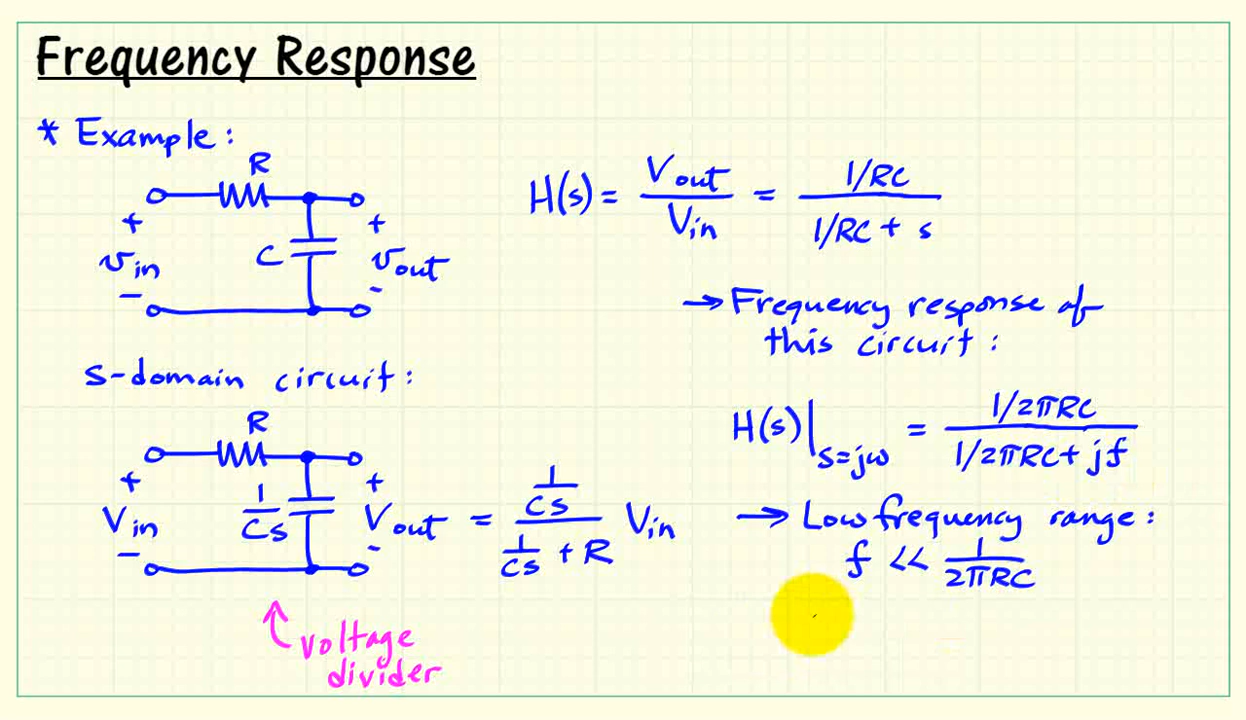 Frequency Response
* Example:
R
+ +
v_in C v_out
- -
H(s) = V_out / V_in = (1/RC) / (1/RC + s)
→ Frequency response of
this circuit:
s-domain circuit:
R
+ +
V_in 1/Cs V_out = (1/Cs) / (1/Cs + R) V_in
- -
H(s)|_s=jω = (1/2πRC) / (1/2πRC + jf)
→ Low frequency range:
f << 1/2πRC
↑ voltage
divider